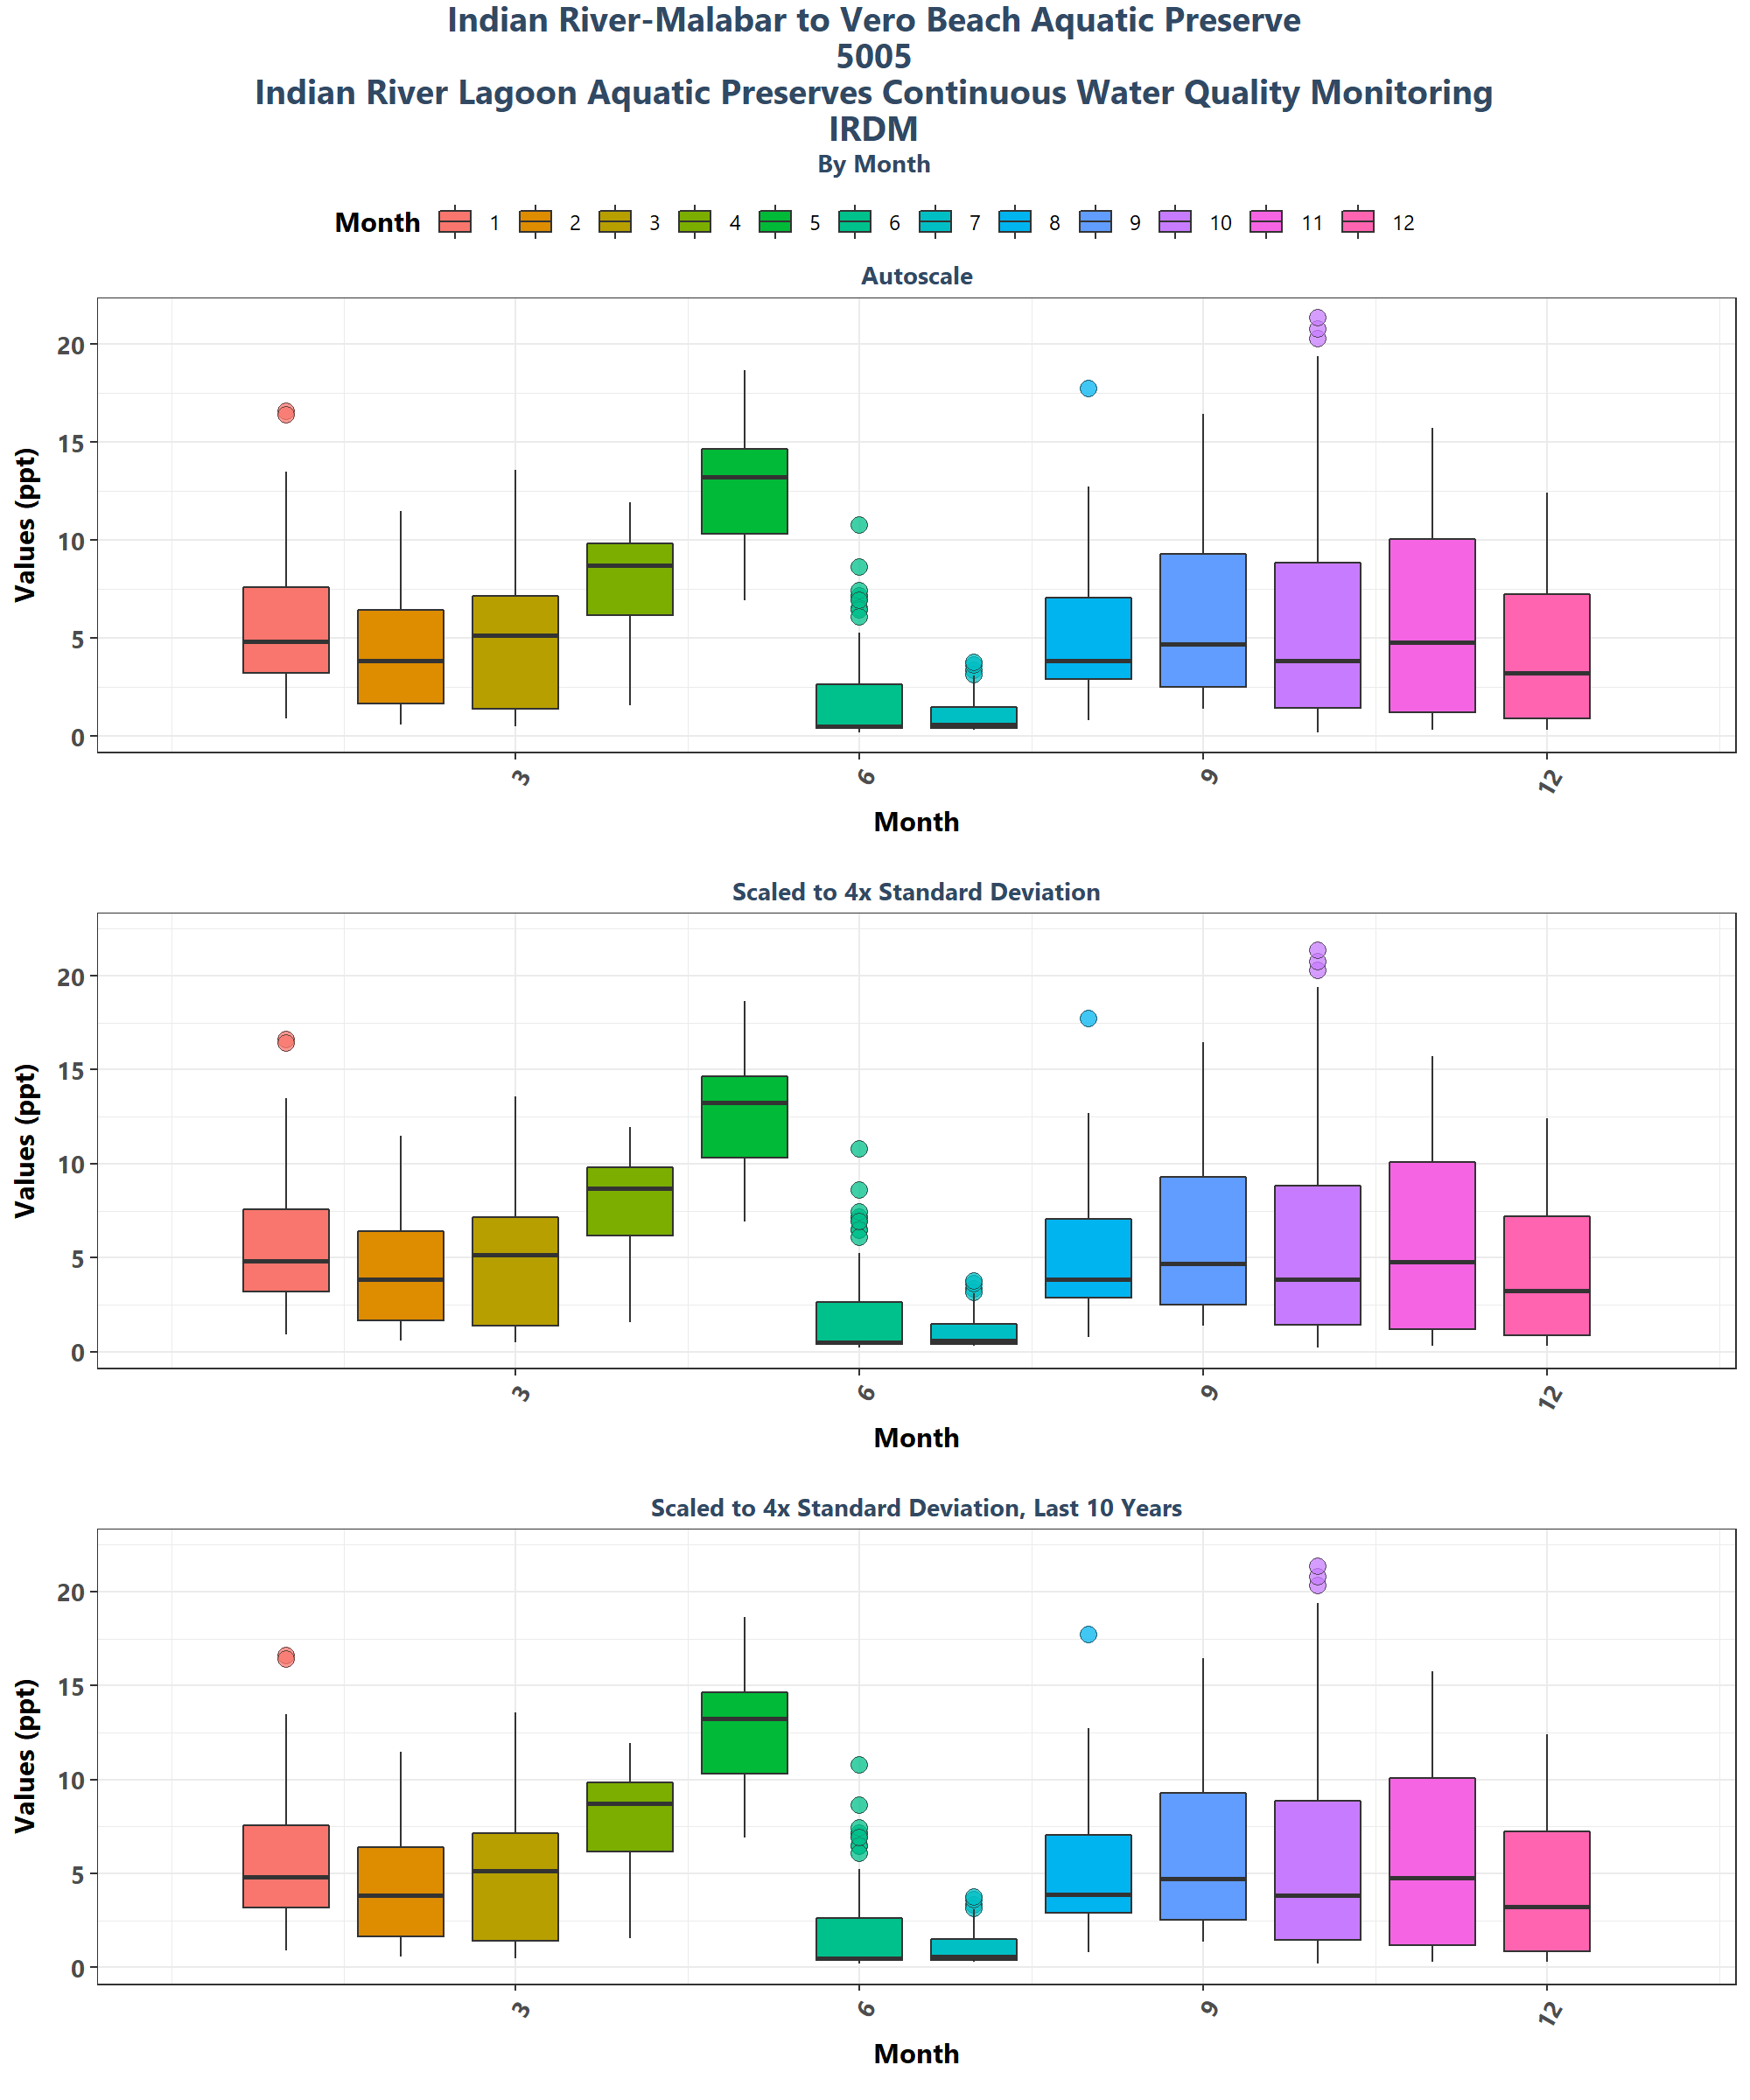 Indian River-Malabar to Vero Beach Aquatic Preserve
5005
Indian River Lagoon Aquatic Preserves Continuous Water Quality Monitoring
IRDM
By Month
Month 1 2 3 4 5 6 7 8 9 10 11 12
Autoscale
Values (ppt)
20
15
10
5
0
3 6 9 12
Month
Scaled to 4x Standard Deviation
Values (ppt)
20
15
10
5
0
3 6 9 12
Month
Scaled to 4x Standard Deviation, Last 10 Years
Values (ppt)
20
15
10
5
0
3 6 9 12
Month